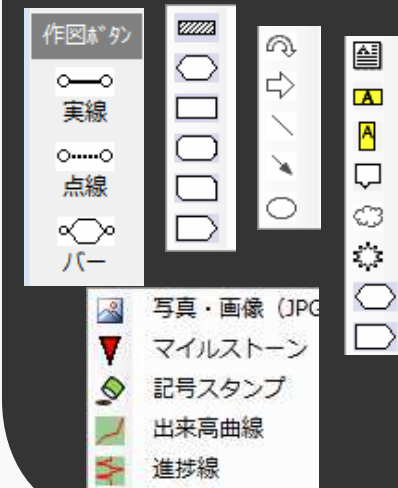 作図ﾎﾞﾀﾝ
実線
点線
バー
A
A
写真・画像（JPG
マイルストーン
記号スタンプ
出来高曲線
進捗線